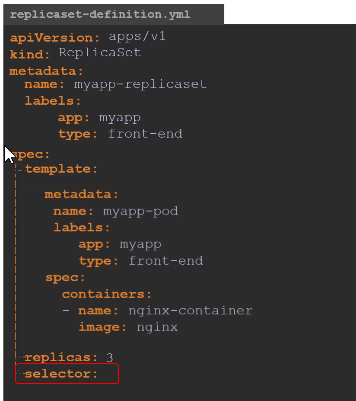 replicaset-definition.yml
apiVersion: apps/v1
kind: ReplicaSet
metadata:
name: myapp-replicaset
labels:
app: myapp
type: front-end
spec:
template:
metadata:
name: myapp-pod
labels:
app: myapp
type: front-end
spec:
containers:
- name: nginx-container
image: nginx
replicas: 3
selector: